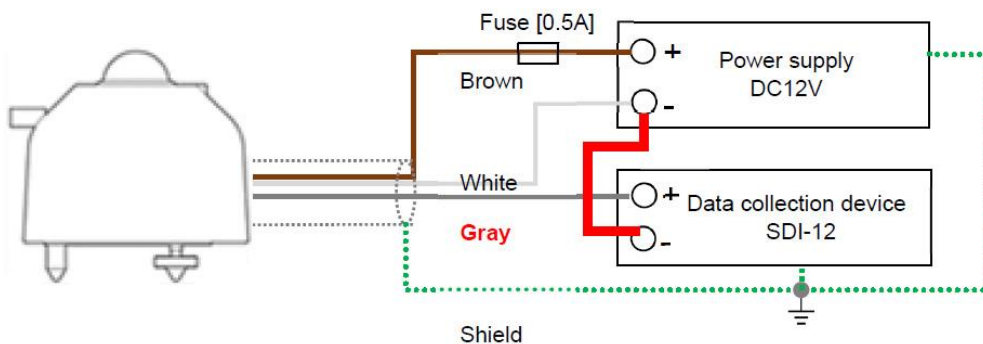 Fuse [0.5A]
+
Power supply
DC12V
Brown
-
White
+
Data collection device
SDI-12
Gray
-
Shield